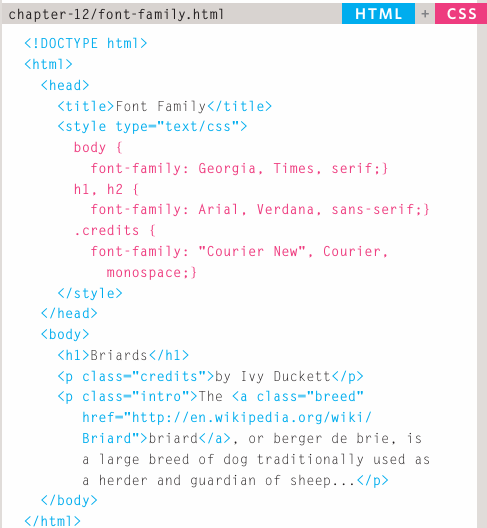 chapter-12/font-family.html HTML + CSS
<!DOCTYPE html>
<html>
<head>
<title>Font Family</title>
<style type="text/css">
body {
font-family: Georgia, Times, serif;}
h1, h2 {
font-family: Arial, Verdana, sans-serif;}
.credits {
font-family: "Courier New", Courier,
monospace;}
</style>
</head>
<body>
<h1>Briards</h1>
<p class="credits">by Ivy Duckett</p>
<p class="intro">The <a class="breed"
href="http://en.wikipedia.org/wiki/
Briard">briard</a>, or berger de brie, is
a large breed of dog traditionally used as
a herder and guardian of sheep...</p>
</body>
</html>